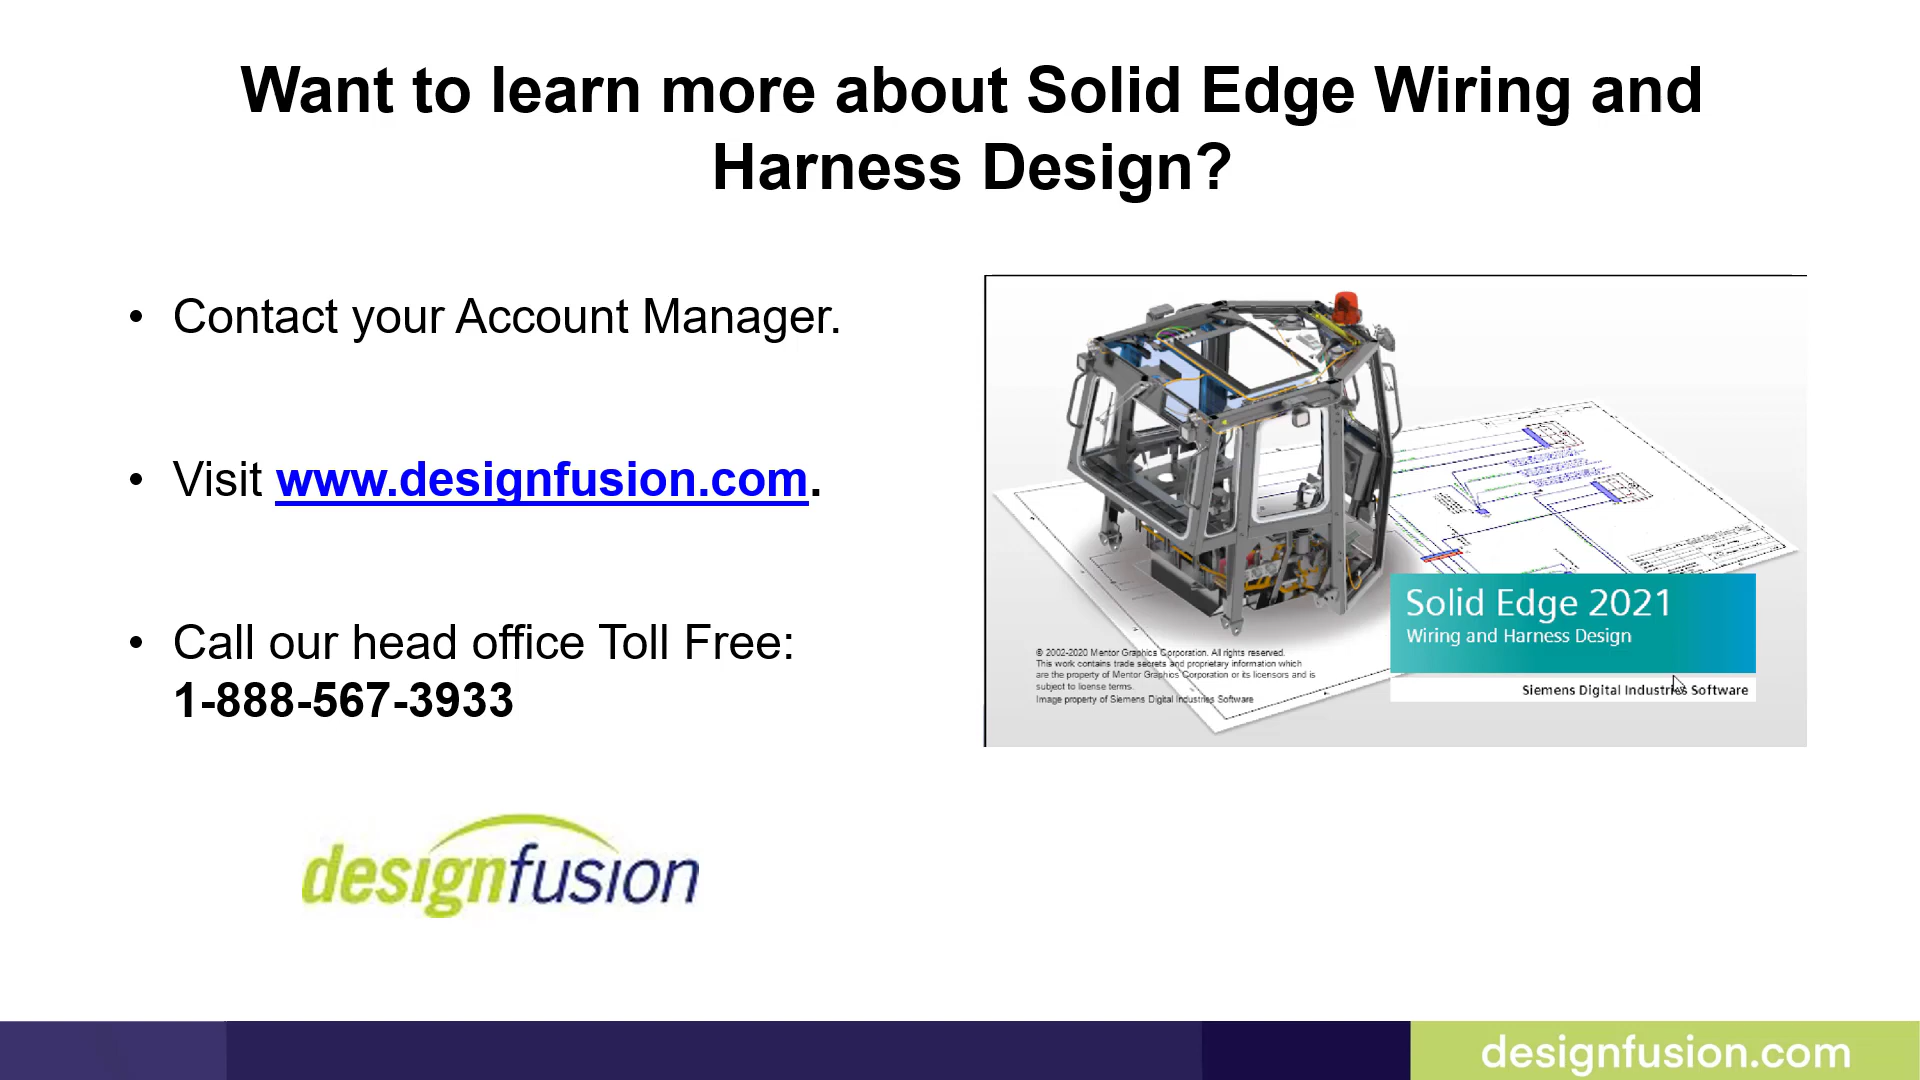 Want to learn more about Solid Edge Wiring and
Harness Design?
• Contact your Account Manager.
• Visit www.designfusion.com.
• Call our head office Toll Free:
1-888-567-3933
© 2002-2020 Mentor Graphics Corporation. All rights reserved.
This work contains trade secrets and proprietary information which
are the property of Mentor Graphics Corporation or its licensors and is
subject to license terms.
Image property of Siemens Digital Industries Software
Solid Edge 2021
Wiring and Harness Design
Siemens Digital Industries Software
designfusion
designfusion.com